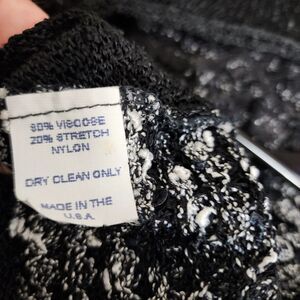 80% VISCOSE
20% STRETCH
NYLON
DRY CLEAN ONLY
MADE IN THE
U.S.A.